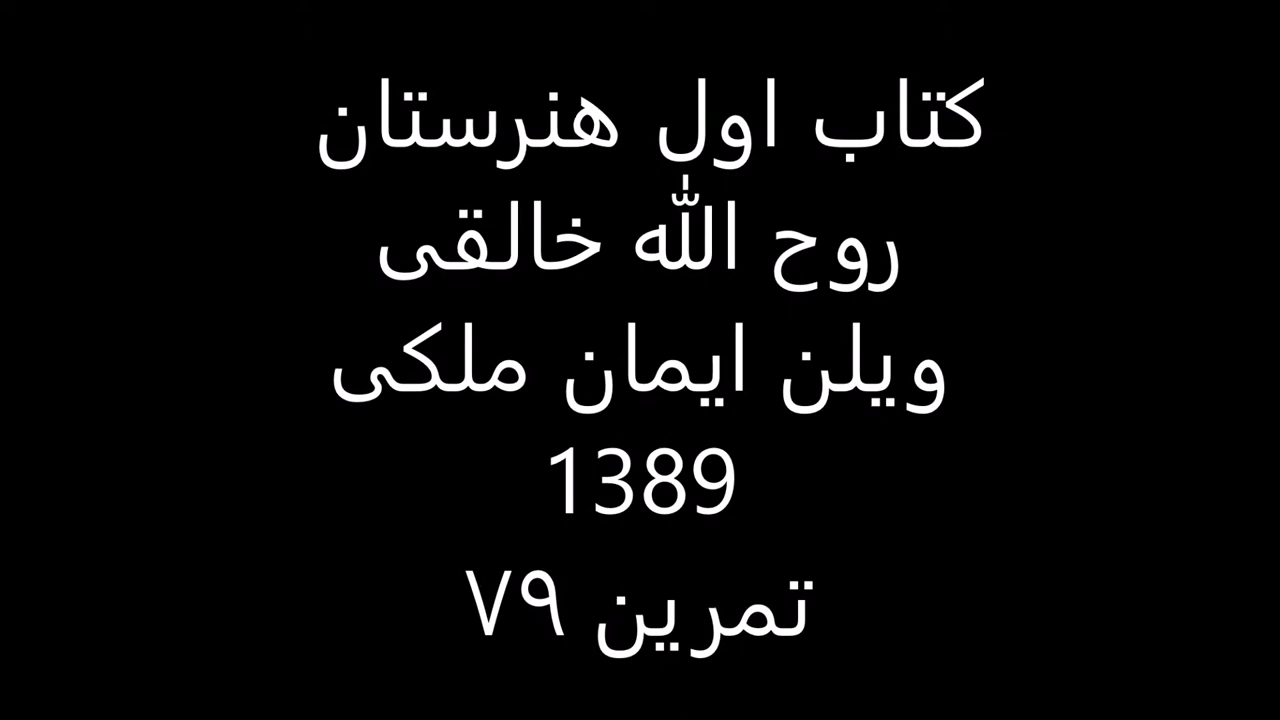 کتاب اول هنرستان
روح الله خالقی
ویلن ایمان ملکی
1389
تمرین ۷۹